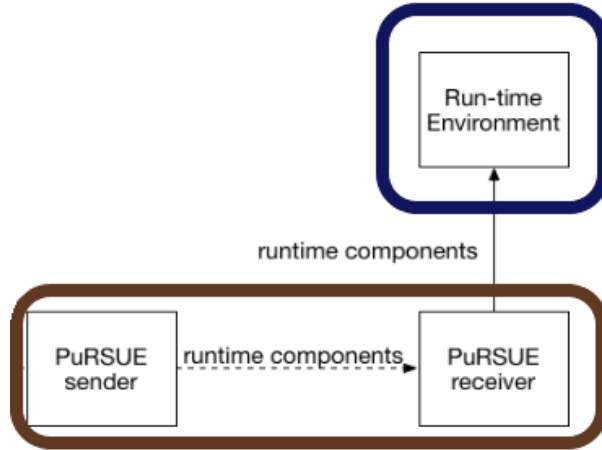 Run-time
Environment
runtime components
PuRSUE
sender
runtime components
PuRSUE
receiver